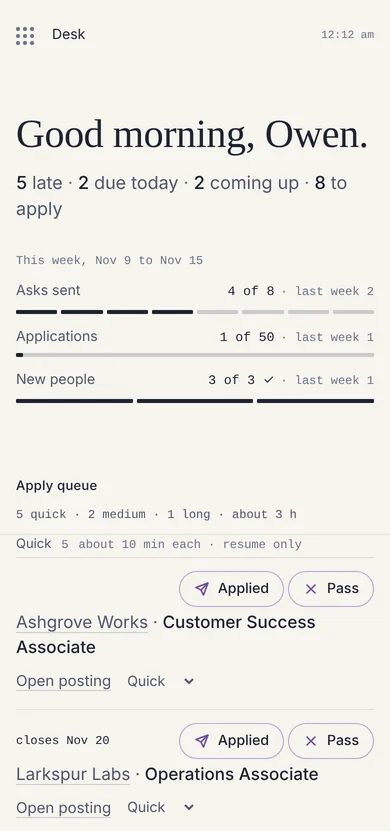 Desk 12:12 am
Good morning, Owen.
5 late · 2 due today · 2 coming up · 8 to
apply
This week, Nov 9 to Nov 15
Asks sent 4 of 8 · last week 2
Applications 1 of 50 · last week 1
New people 3 of 3 ✓ · last week 1
Apply queue
5 quick · 2 medium · 1 long · about 3 h
Quick 5 about 10 min each · resume only
Applied Pass
Ashgrove Works · Customer Success
Associate
Open posting Quick
closes Nov 20 Applied Pass
Larkspur Labs · Operations Associate
Open posting Quick